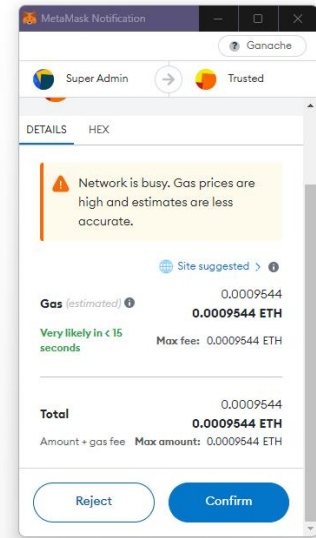 MetaMask Notification
Ganache
Super Admin
Trusted
DETAILS HEX
Network is busy. Gas prices are
high and estimates are less
accurate.
Site suggested >
Gas (estimated) 0.0009544
0.0009544 ETH
Very likely in < 15
seconds
Max fee: 0.0009544 ETH
Total 0.0009544
0.0009544 ETH
Amount + gas fee Max amount: 0.0009544 ETH
Reject Confirm